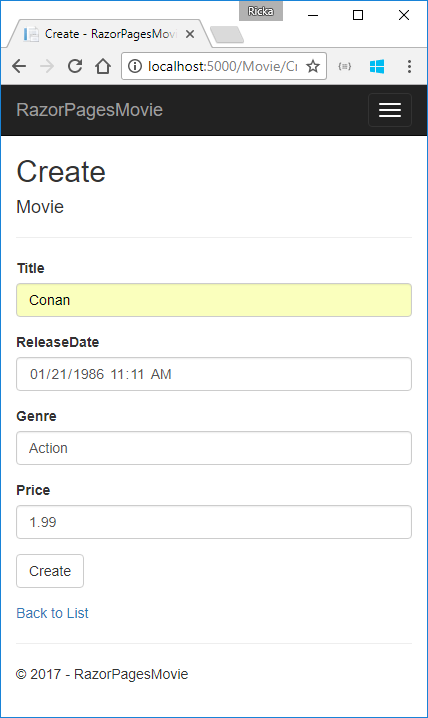 Ricka
Create - RazorPagesMovi
localhost:5000/Movie/Cr
RazorPagesMovie
Create
Movie
Title
Conan
ReleaseDate
01/21/1986 11:11 AM
Genre
Action
Price
1.99
Create
Back to List
© 2017 - RazorPagesMovie